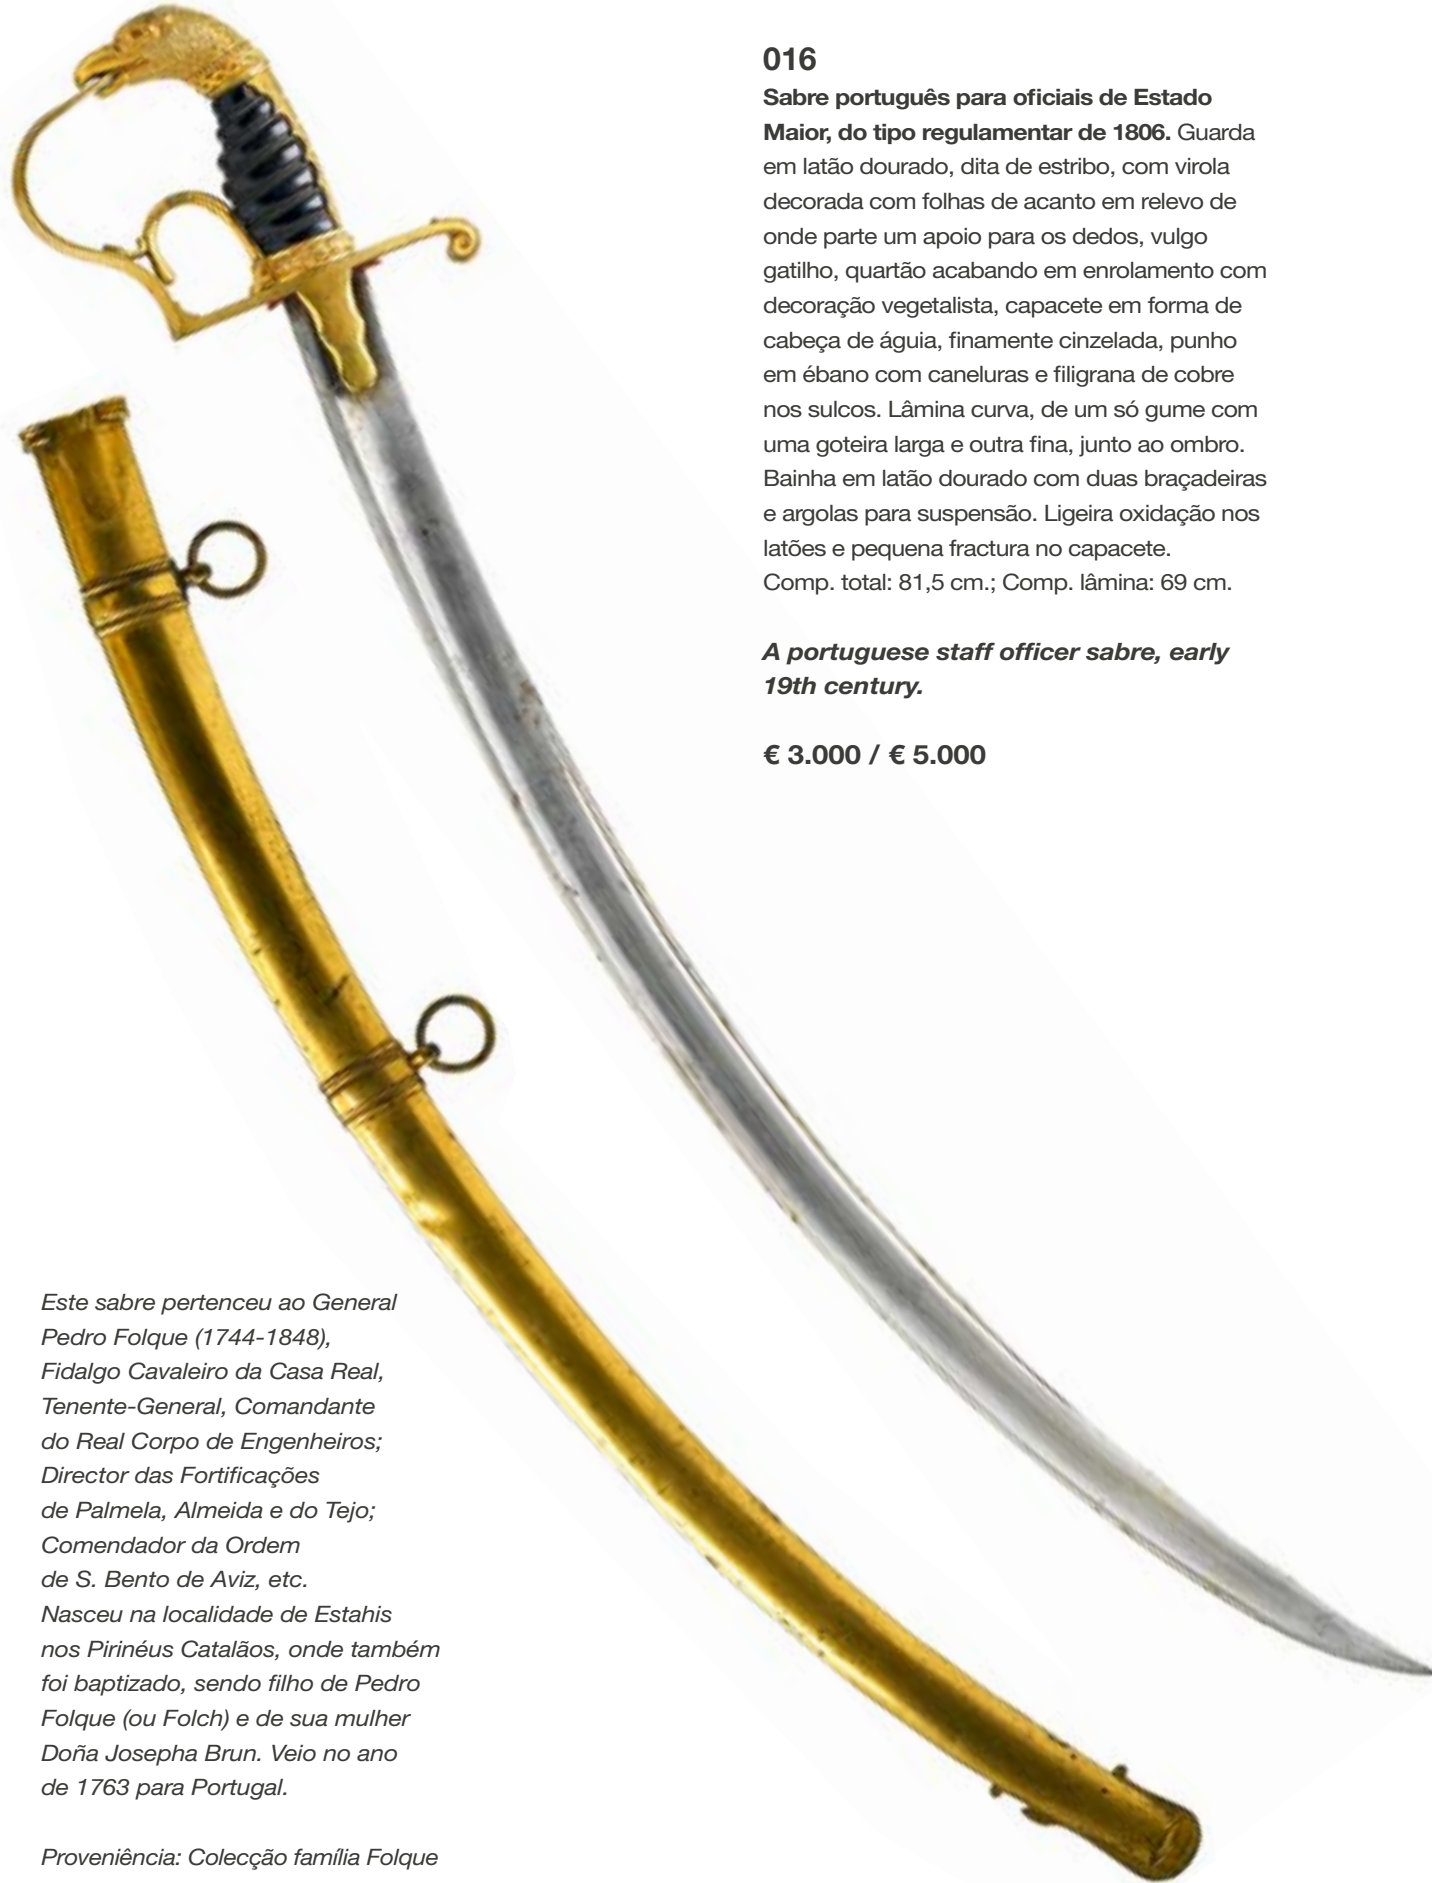 016
Sabre português para oficiais de Estado
Maior, do tipo regulamentar de 1806. Guarda
em latão dourado, dita de estribo, com virola
decorada com folhas de acanto em relevo de
onde parte um apoio para os dedos, vulgo
gatilho, quartão acabando em enrolamento com
decoração vegetalista, capacete em forma de
cabeça de águia, finamente cinzelada, punho
em ébano com caneluras e filigrana de cobre
nos sulcos. Lâmina curva, de um só gume com
uma goteira larga e outra fina, junto ao ombro.
Bainha em latão dourado com duas braçadeiras
e argolas para suspensão. Ligeira oxidação nos
latões e pequena fractura no capacete.
Comp. total: 81,5 cm.; Comp. lâmina: 69 cm.
A portuguese staff officer sabre, early
19th century.
€ 3.000 / € 5.000
Este sabre pertenceu ao General
Pedro Folque (1744-1848),
Fidalgo Cavaleiro da Casa Real,
Tenente-General, Comandante
do Real Corpo de Engenheiros;
Director das Fortificações
de Palmela, Almeida e do Tejo;
Comendador da Ordem
de S. Bento de Aviz, etc.
Nasceu na localidade de Estahis
nos Pirinéus Catalãos, onde também
foi baptizado, sendo filho de Pedro
Folque (ou Folch) e de sua mulher
Doña Josepha Brun. Veio no ano
de 1763 para Portugal.
Proveniência: Colecção família Folque